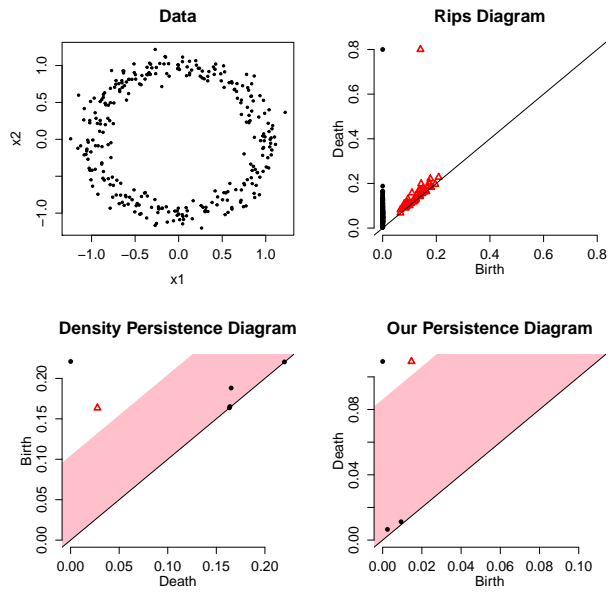 Data
1.0
0.5
0.0
−1.0
x2
−1.0 −0.5 0.0 0.5 1.0
x1
Rips Diagram
0.8
0.6
0.4
0.2
0.0
Death
0.0 0.2 0.4 0.6 0.8
Birth
Density Persistence Diagram
0.20
0.15
0.10
0.05
0.00
Birth
0.00 0.05 0.10 0.15 0.20
Death
Our Persistence Diagram
0.08
0.04
0.00
Death
0.00 0.02 0.04 0.06 0.08 0.10
Birth